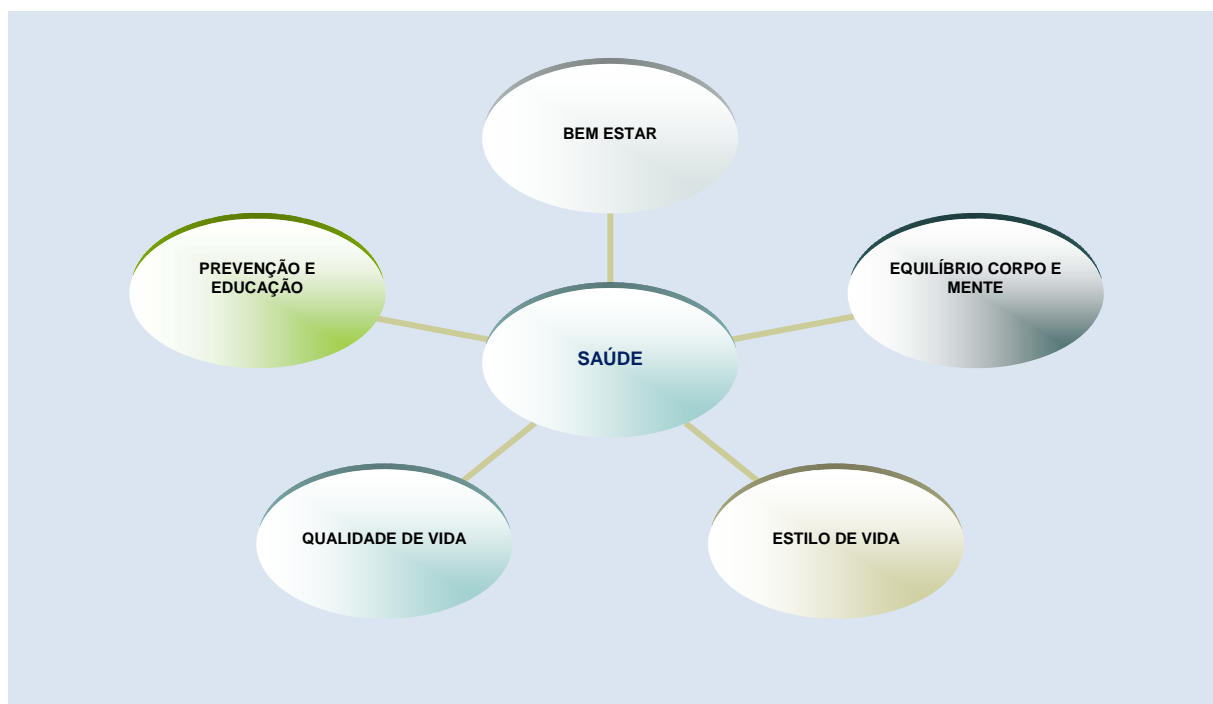 BEM ESTAR
PREVENÇÃO E
EDUCAÇÃO
EQUILÍBRIO CORPO E
MENTE
SAÚDE
QUALIDADE DE VIDA
ESTILO DE VIDA